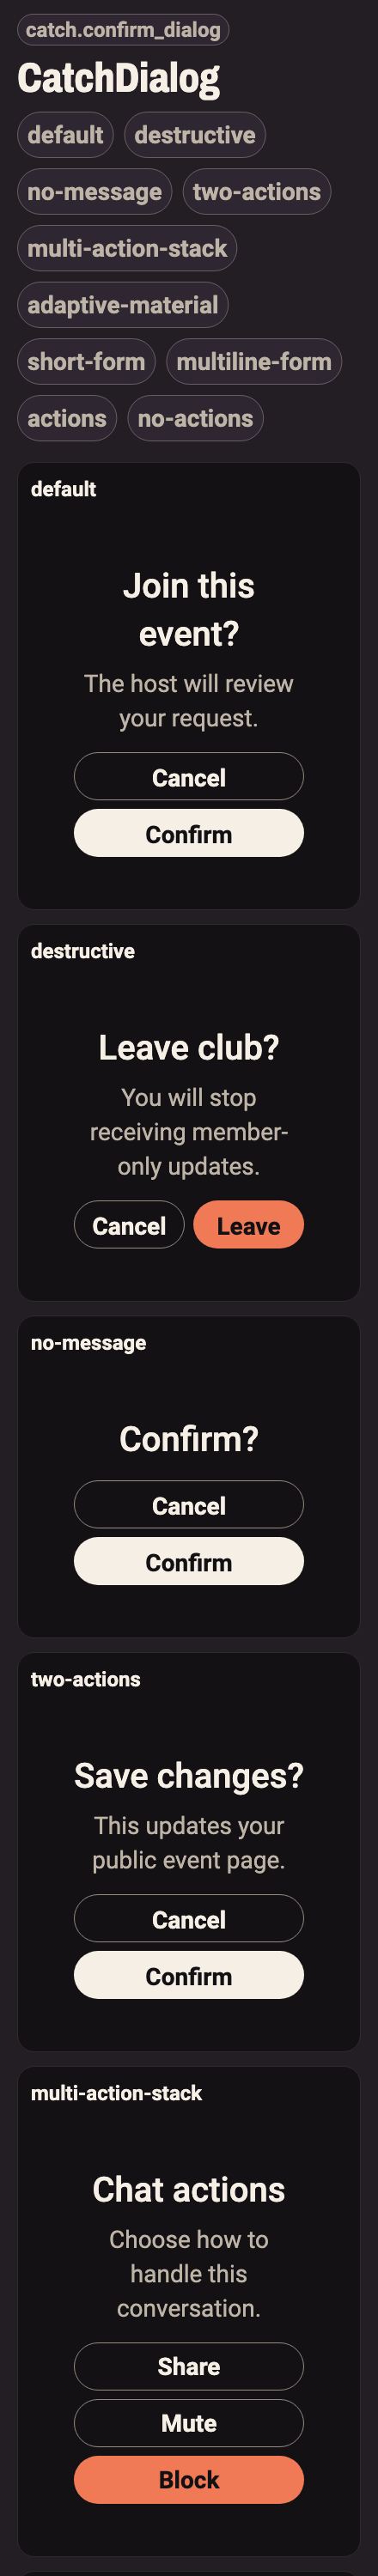 catch.confirm_dialog
CatchDialog
default destructive
no-message two-actions
multi-action-stack
adaptive-material
short-form multiline-form
actions no-actions
default
Join this
event?
The host will review
your request.
Cancel
Confirm
destructive
Leave club?
You will stop
receiving member-
only updates.
Cancel Leave
no-message
Confirm?
Cancel
Confirm
two-actions
Save changes?
This updates your
public event page.
Cancel
Confirm
multi-action-stack
Chat actions
Choose how to
handle this
conversation.
Share
Mute
Block